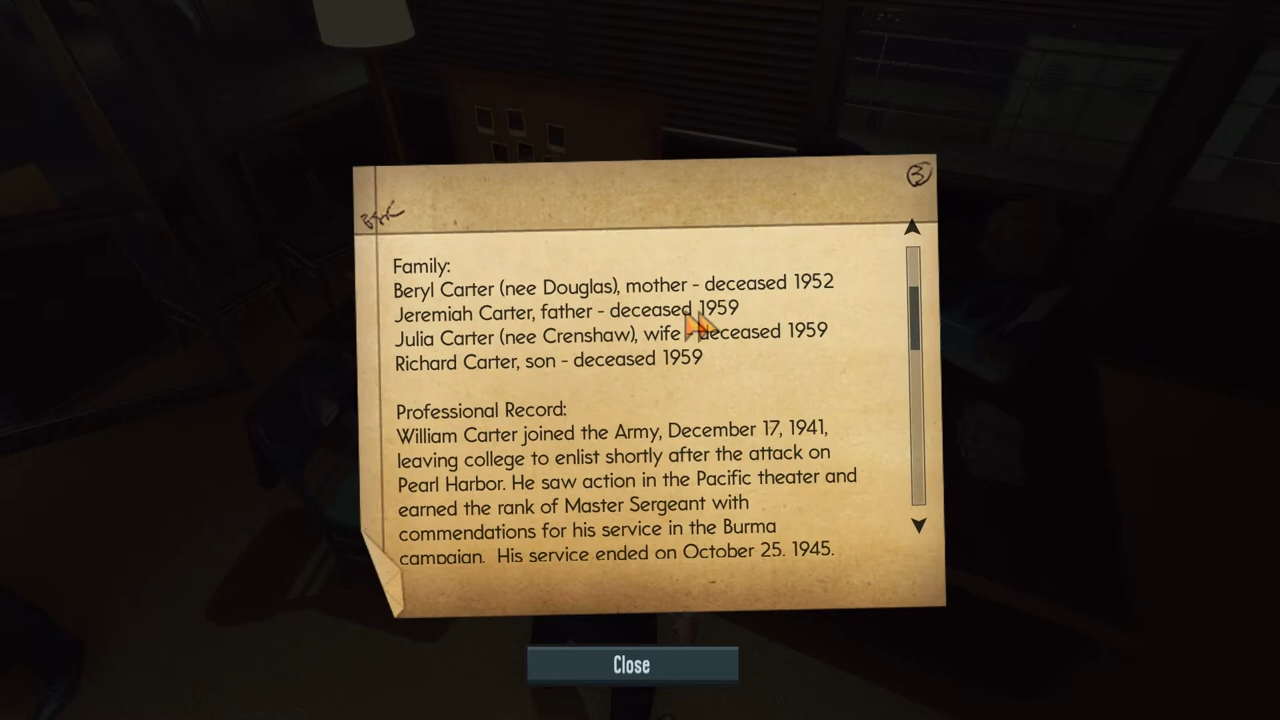 3
Family:
Beryl Carter (nee Douglas), mother - deceased 1952
Jeremiah Carter, father - deceased 1959
Julia Carter (nee Crenshaw), wife - deceased 1959
Richard Carter, son - deceased 1959
Professional Record:
William Carter joined the Army, December 17, 1941,
leaving college to enlist shortly after the attack on
Pearl Harbor. He saw action in the Pacific theater and
earned the rank of Master Sergeant with
commendations for his service in the Burma
campaign. His service ended on October 25, 1945.
Close